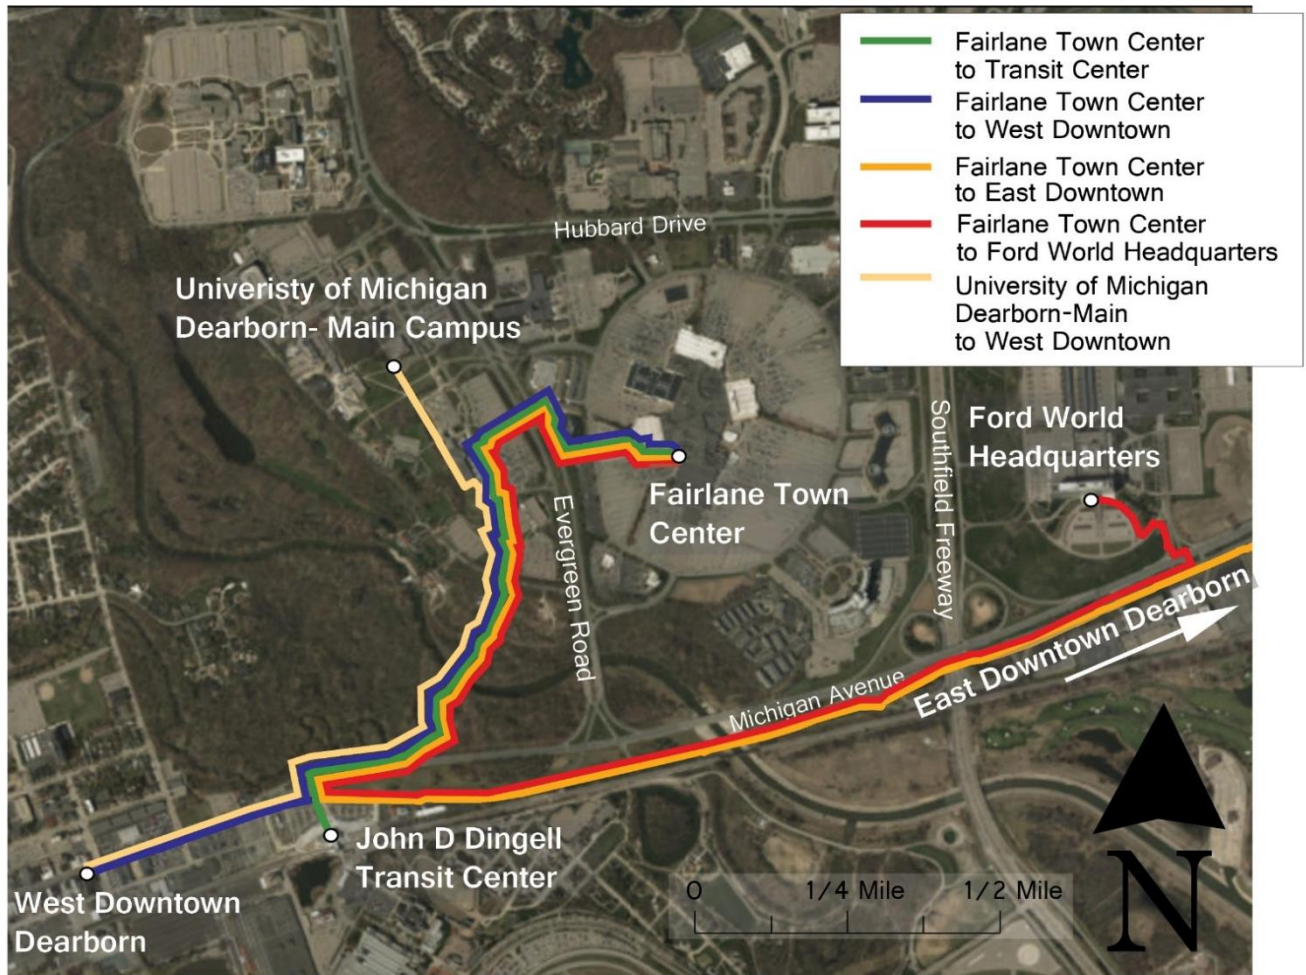 Fairlane Town Center
to Transit Center
Fairlane Town Center
to West Downtown
Fairlane Town Center
to East Downtown
Fairlane Town Center
to Ford World Headquarters
University of Michigan
Dearborn-Main
to West Downtown
Hubbard Drive
Univeristy of Michigan
Dearborn- Main Campus
Ford World
Headquarters
Southfield Freeway
Fairlane Town
Center
Evergreen Road
East Downtown Dearborn
Michigan Avenue
John D Dingell
Transit Center
West Downtown
Dearborn
0 1/4 Mile 1/2 Mile
N